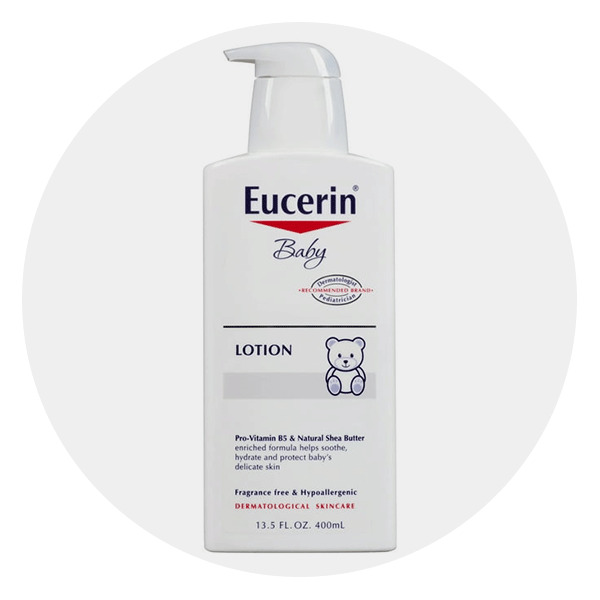 Eucerin®
Baby
Dermatologist
•RECOMMENDED BRAND•
Pediatrician
LOTION
Pro-Vitamin B5 & Natural Shea Butter
enriched formula helps soothe,
hydrate and protect baby's
delicate skin
Fragrance free & Hypoallergenic
DERMATOLOGICAL SKINCARE
13.5 FL. OZ. 400mL